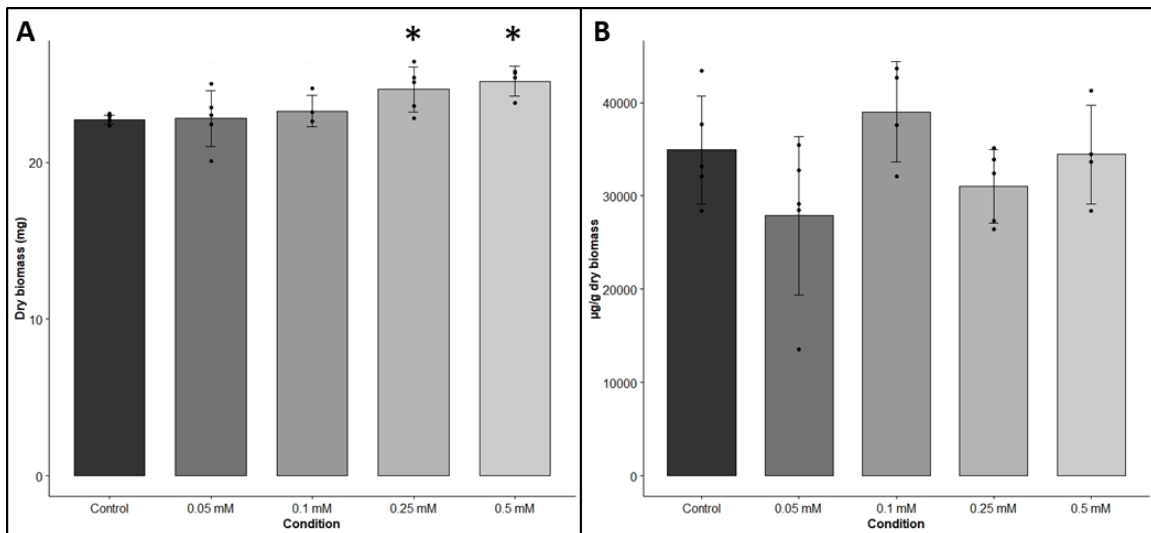 A
* *
Dry biomass (mg)
20
10
0
Control 0.05 mM 0.1 mM 0.25 mM 0.5 mM
Condition
B
µg/g dry biomass
40000
30000
20000
10000
0
Control 0.05 mM 0.1 mM 0.25 mM 0.5 mM
Condition